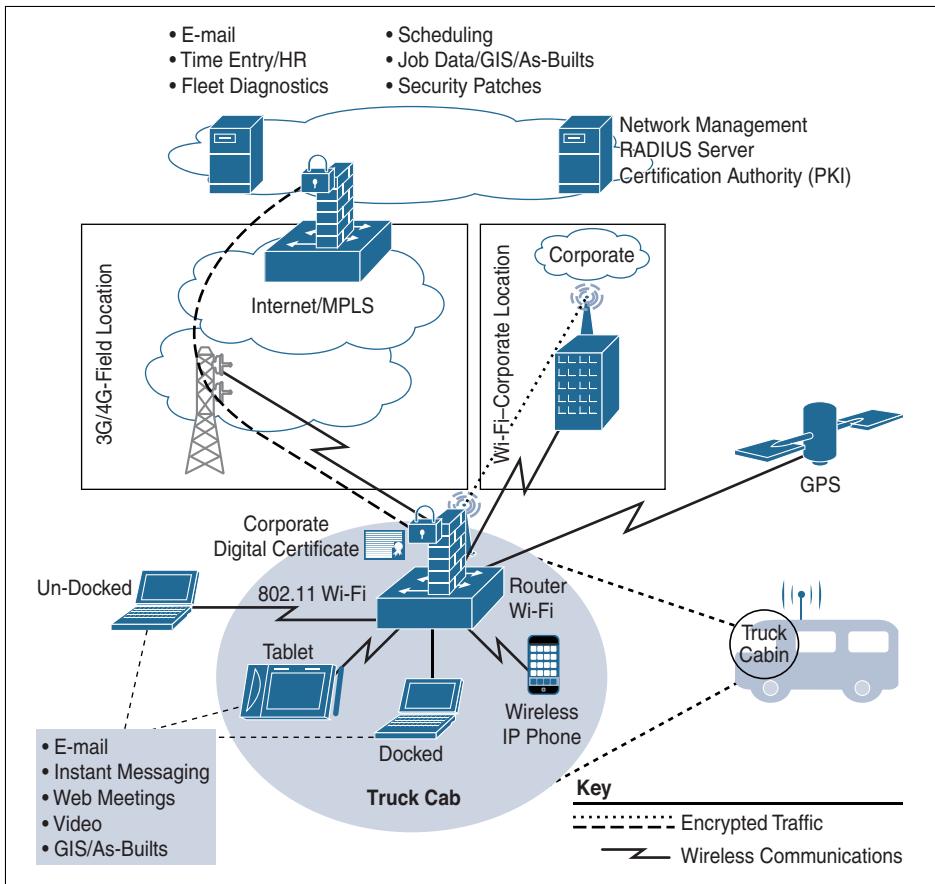 • E-mail
• Time Entry/HR
• Fleet Diagnostics
• Scheduling
• Job Data/GIS/As-Builts
• Security Patches
Network Management
RADIUS Server
Certification Authority (PKI)
3G/4G-Field Location
Internet/MPLS
Wi-Fi–Corporate Location
Corporate
GPS
Corporate
Digital Certificate
Un-Docked
802.11 Wi-Fi
Router
Wi-Fi
Tablet
Docked
Wireless
IP Phone
Truck Cab
Truck
Cabin
• E-mail
• Instant Messaging
• Web Meetings
• Video
• GIS/As-Builts
Key
Encrypted Traffic
Wireless Communications